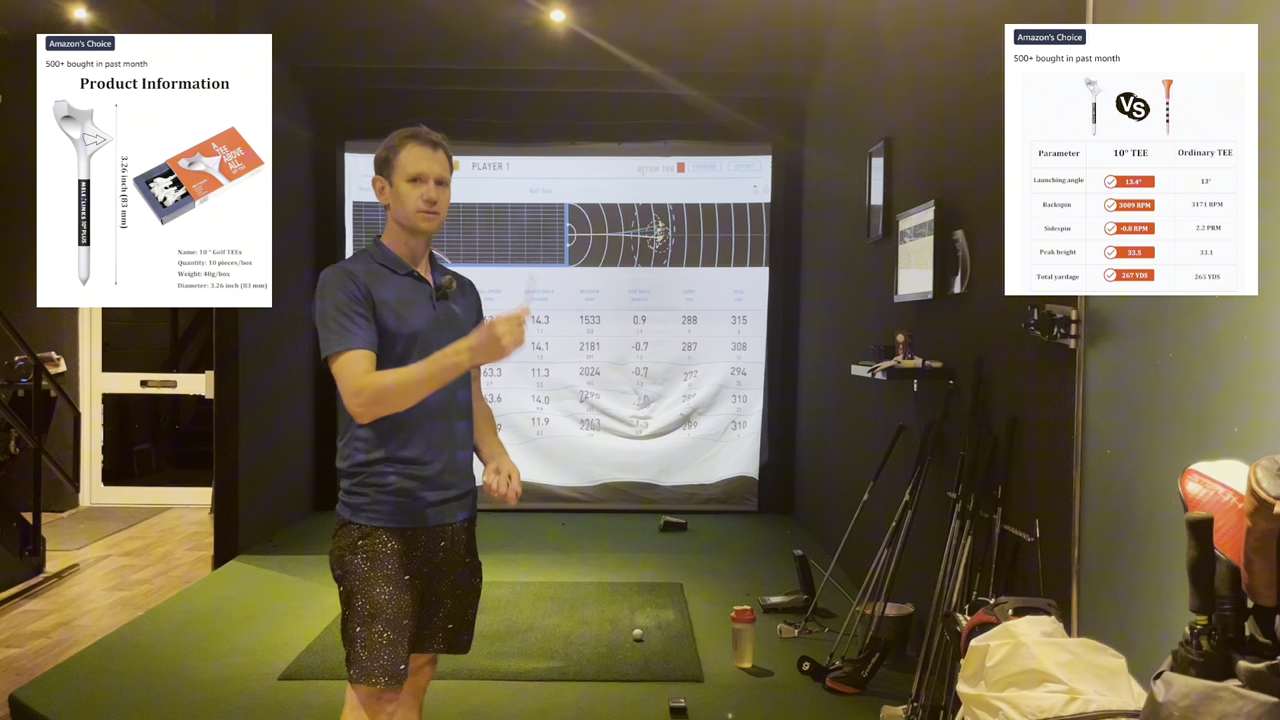 Amazon's Choice
500+ bought in past month
Product Information
3.26 inch (83 mm)
A
TEE
ABOVE
ALL.
Name: 10 ° Golf TEEs
Quantity: 10 pieces/box
Weight: 40g/box
Diameter: 3.26 inch (83 mm)
PLAYER 1
arrow tee
14.3 1533 0.9 288 315
14.1 2181 -0.7 287 308
63.3 11.3 2024 -0.7 272 294
14.0 2295 310
11.9 2263 289 310
Amazon's Choice
500+ bought in past month
VS
Parameter 10° TEE Ordinary TEE
Launching angle 13.4° 13°
Backspin 3009 RPM 3171 RPM
Sidespin -0.8 RPM 2.2 PRM
Peak height 33.5 33.1
Total yardage 267 YDS 265 YDS